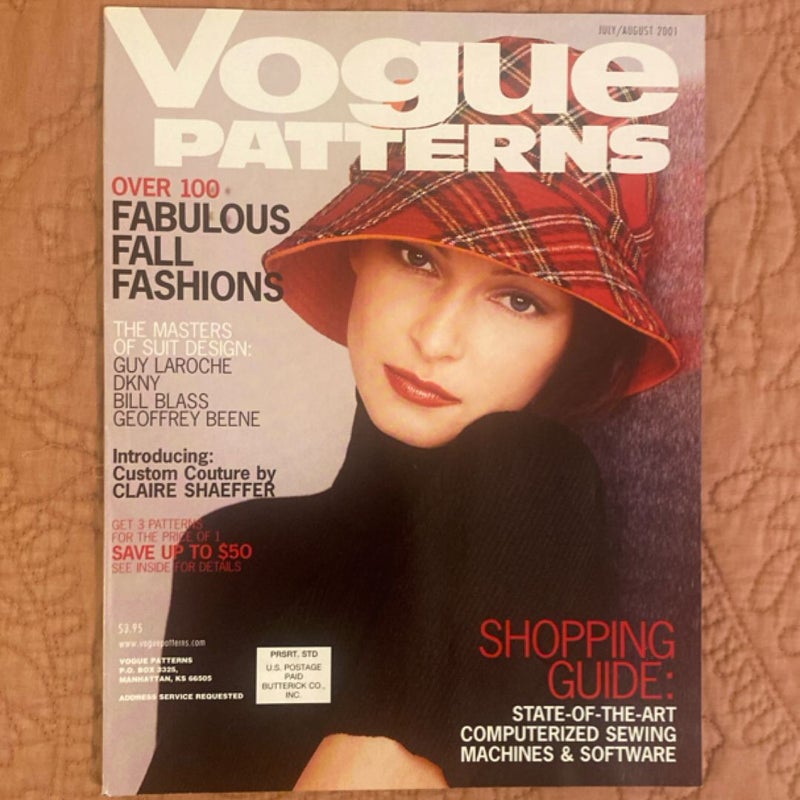 JULY/AUGUST 2001
Vogue
PATTERNS
OVER 100
FABULOUS
FALL
FASHIONS
THE MASTERS
OF SUIT DESIGN:
GUY LAROCHE
DKNY
BILL BLASS
GEOFFREY BEENE
Introducing:
Custom Couture by
CLAIRE SHAEFFER
GET 3 PATTERNS
FOR THE PRICE OF 1
SAVE UP TO $50
SEE INSIDE FOR DETAILS
$3.95
www.voguepatterns.com
VOGUE PATTERNS
P.O. BOX 3325,
MANHATTAN, KS 66505
ADDRESS SERVICE REQUESTED
PRSRT. STD
U.S. POSTAGE
PAID
BUTTERICK CO.,
INC.
SHOPPING
GUIDE:
STATE-OF-THE-ART
COMPUTERIZED SEWING
MACHINES & SOFTWARE